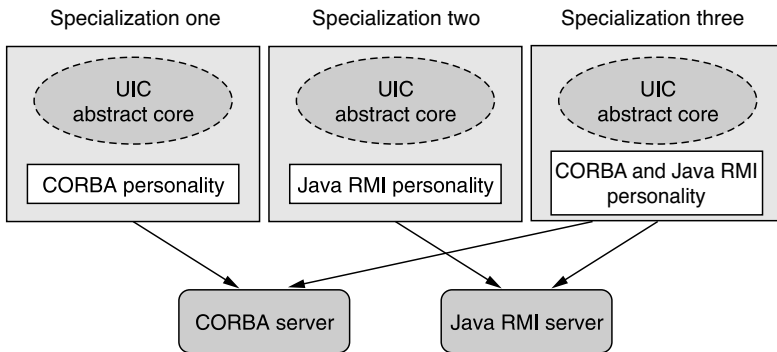 Specialization one
Specialization two
Specialization three
UIC
abstract core
CORBA personality
UIC
abstract core
Java RMI personality
UIC
abstract core
CORBA and Java RMI
personality
CORBA server
Java RMI server